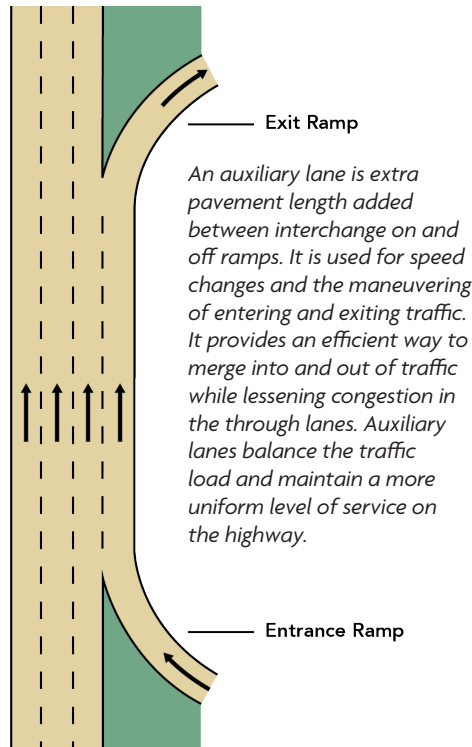 Exit Ramp
An auxiliary lane is extra
pavement length added
between interchange on and
off ramps. It is used for speed
changes and the maneuvering
of entering and exiting traffic.
It provides an efficient way to
merge into and out of traffic
while lessening congestion in
the through lanes. Auxiliary
lanes balance the traffic
load and maintain a more
uniform level of service on
the highway.
Entrance Ramp